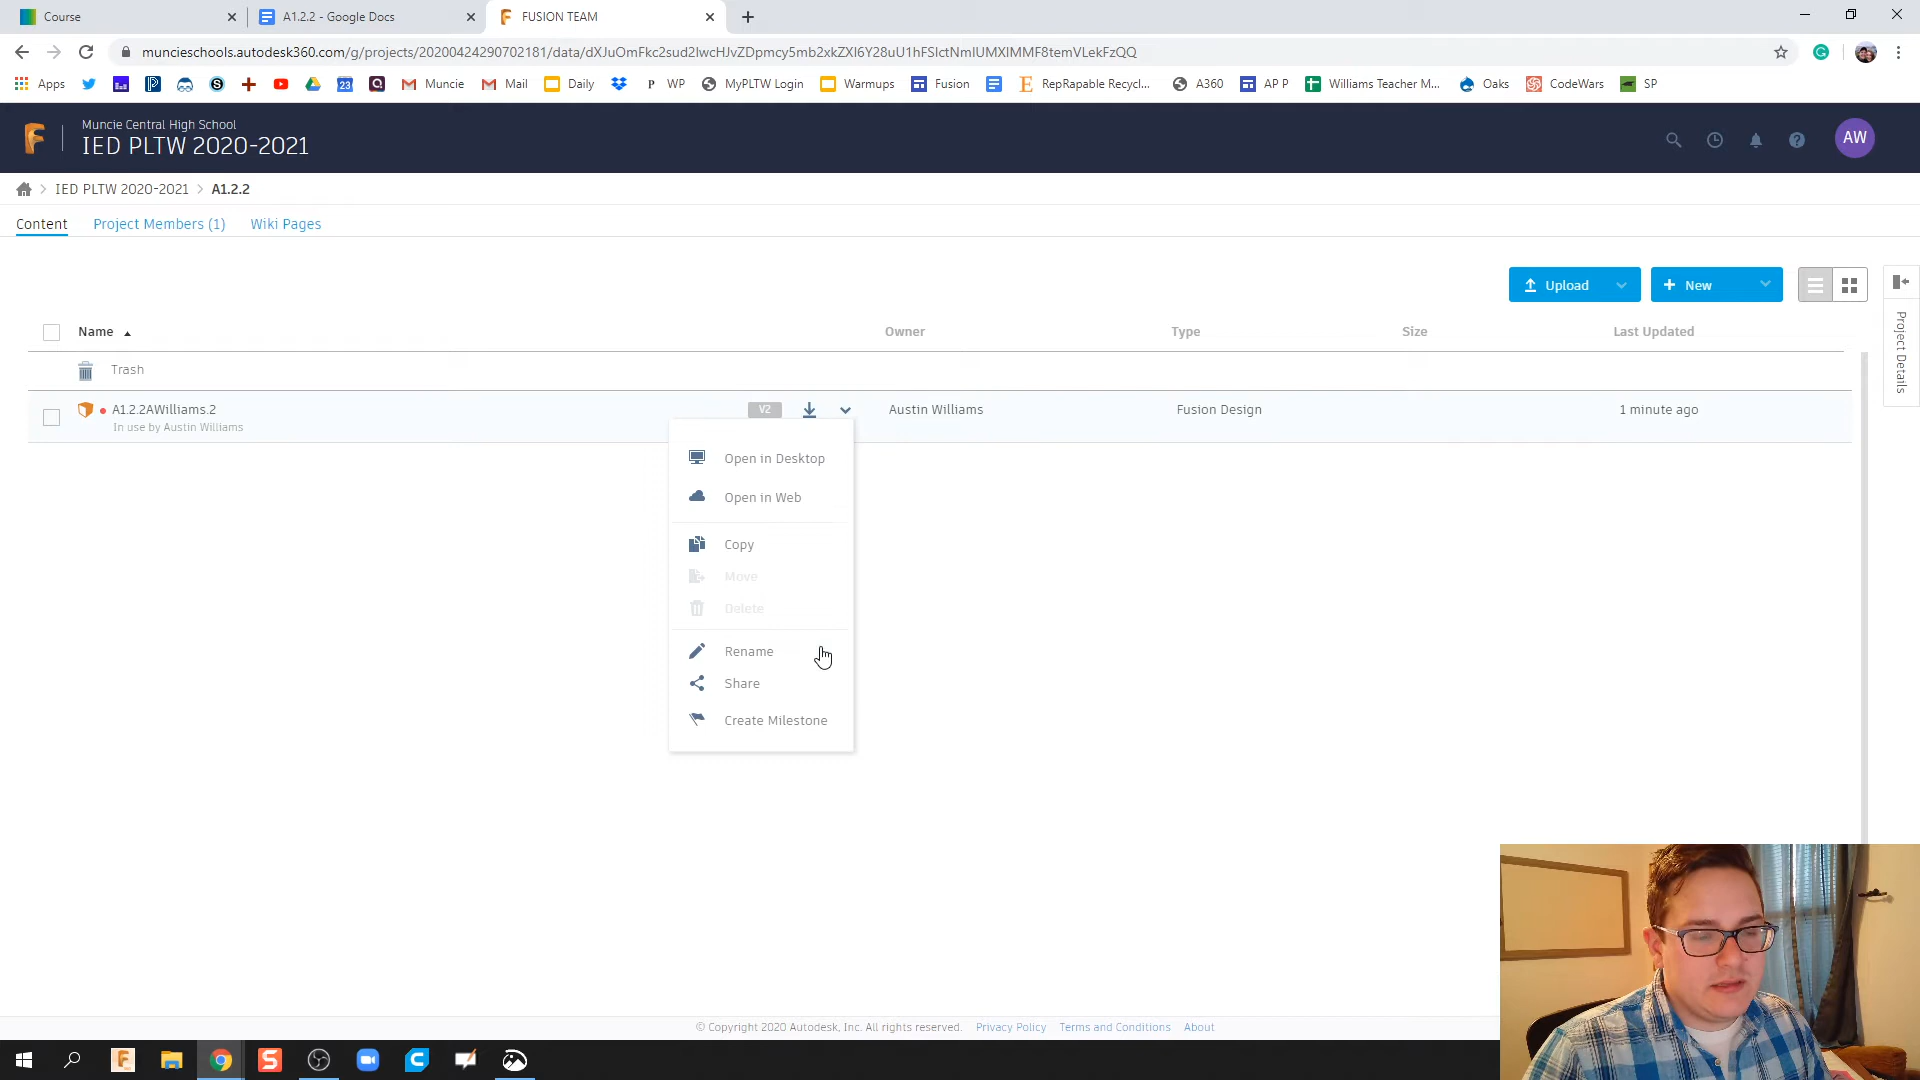 Course
A1.2.2 - Google Docs
FUSION TEAM
muncieschools.autodesk360.com/g/projects/20200424290702181/data/dXJuOmFkc2sud2lwcHJvZDpmcy5mb2xkZXI6Y28uU1hFSlctNmlUMXlMMF8temVLekFzQQ
Apps
23
Muncie
Mail
Daily
P WP
MyPLTW Login
Warmups
Fusion
RepRapable Recycl...
A360
AP P
Williams Teacher M...
Oaks
CodeWars
SP
Muncie Central High School
IED PLTW 2020-2021
AW
IED PLTW 2020-2021 > A1.2.2
Content
Project Members (1)
Wiki Pages
Upload
New
Project Details
Name
Owner
Type
Size
Last Updated
Trash
A1.2.2AWilliams.2
V2
Austin Williams
Fusion Design
1 minute ago
In use by Austin Williams
Open in Desktop
Open in Web
Copy
Move
Delete
Rename
Share
Create Milestone
© Copyright 2020 Autodesk, Inc. All rights reserved.
Privacy Policy
Terms and Conditions
About